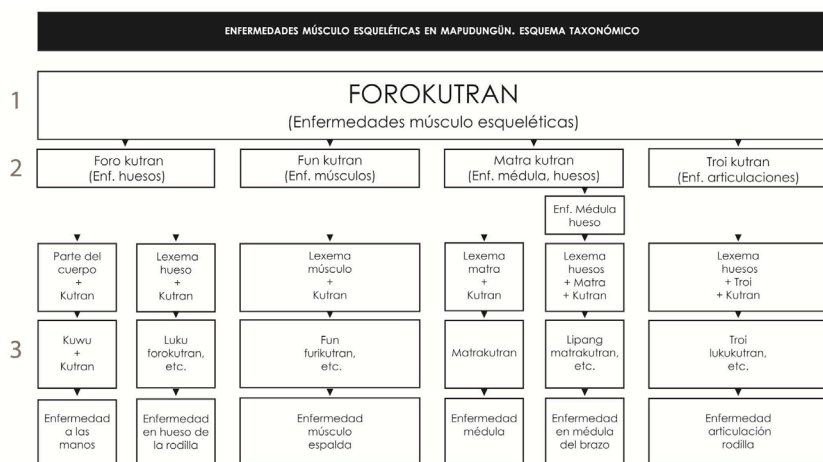 ENFERMEDADES MÚSCULO ESQUELÉTICAS EN MAPUDUNGÜN. ESQUEMA TAXONÓMICO
1
FOROKUTRAN
(Enfermedades músculo esqueléticas)
2
Foro kutran
(Enf. huesos)
Fun kutran
(Enf. músculos)
Matra kutran
(Enf. médula, huesos)
Troi kutran
(Enf. articulaciones)
Enf. Médula
hueso
3
Parte del
cuerpo
+
Kutran
Lexema
hueso
+
Kutran
Lexema
músculo
+
Kutran
Lexema
matra
+
Kutran
Lexema
huesos
+ Matra
+ Kutran
Lexema
huesos
+ Troi
+ Kutran
Kuwu
+
Kutran
Luku
forokutran,
etc.
Fun
furikutran,
etc.
Matrakutran
Lipang
matrakutran,
etc.
Troi
lukukutran,
etc.
Enfermedad
a las
manos
Enfermedad
en hueso de
la rodilla
Enfermedad
músculo
espalda
Enfermedad
médula
Enfermedad
en médula
del brazo
Enfermedad
articulación
rodilla